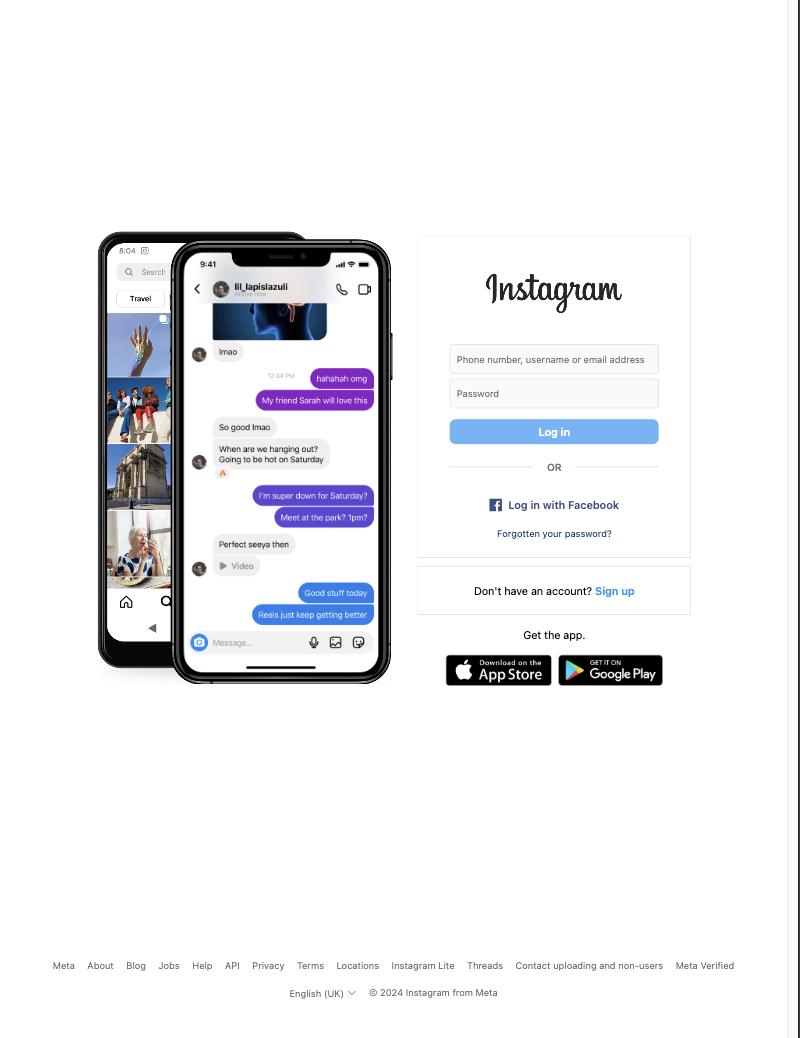 8:04
Search
Travel
9:41
lil_lapislazuli
Active now
lmao
12:34 PM
hahahah omg
My friend Sarah will love this
So good lmao
When are we hanging out?
Going to be hot on Saturday
🔥
I'm super down for Saturday?
Meet at the park? 1pm?
Perfect seeya then
Video
Good stuff today
Reels just keep getting better
Message...
Instagram
Phone number, username or email address
Password
Log in
OR
Log in with Facebook
Forgotten your password?
Don't have an account? Sign up
Get the app.
Download on the
App Store
GET IT ON
Google Play
Meta About Blog Jobs Help API Privacy Terms Locations Instagram Lite Threads Contact uploading and non-users Meta Verified
English (UK) © 2024 Instagram from Meta